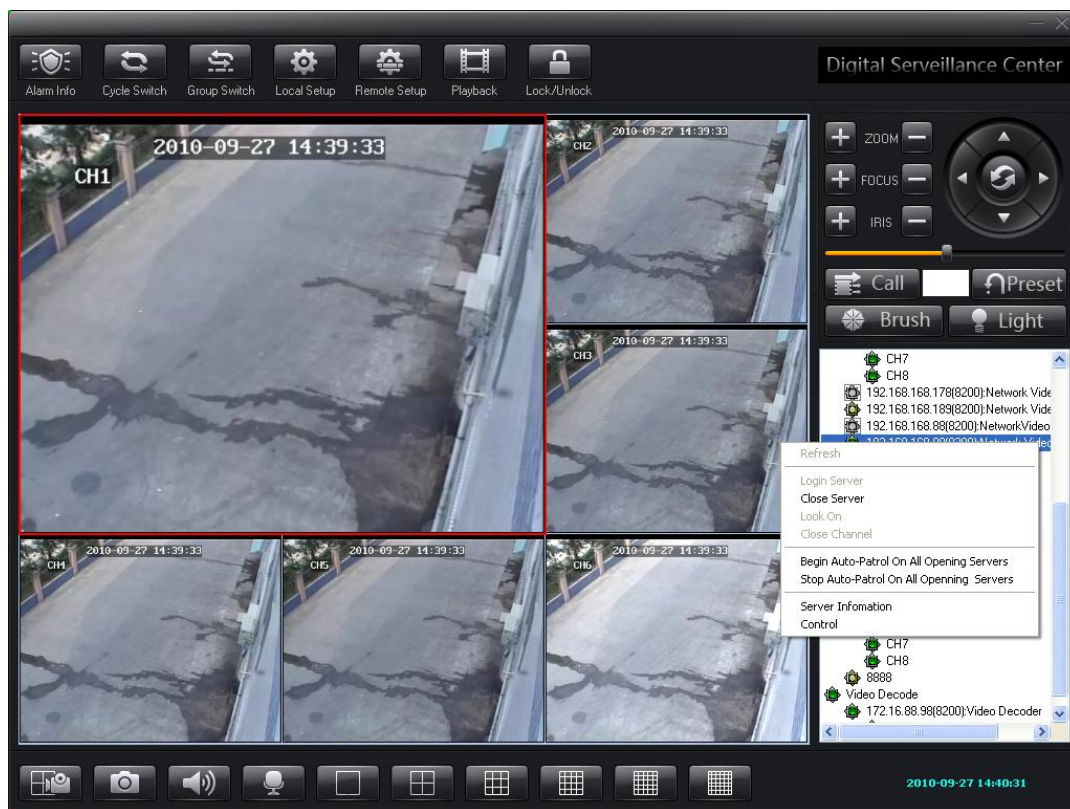 Digital Serveillance Center
Alarm Info
Cycle Switch
Group Switch
Local Setup
Remote Setup
Playback
Lock/Unlock
2010-09-27 14:39:33
CH1
2010-09-27 14:39:33
CH2
2010-09-27 14:39:33
CH3
2010-09-27 14:39:33
CH4
2010-09-27 14:39:33
CH5
2010-09-27 14:39:33
CH6
ZOOM
FOCUS
IRIS
Call
Preset
Brush
Light
CH7
CH8
192.168.168.178(8200):Network Vide
192.168.168.189(8200):Network Vide
192.168.168.88(8200):NetworkVideo
Refresh
Login Server
Close Server
Look On
Close Channel
Begin Auto-Patrol On All Opening Servers
Stop Auto-Patrol On All Openning Servers
Server Infomation
Control
CH7
CH8
8888
Video Decode
172.16.88.98(8200):Video Decoder
2010-09-27 14:40:31